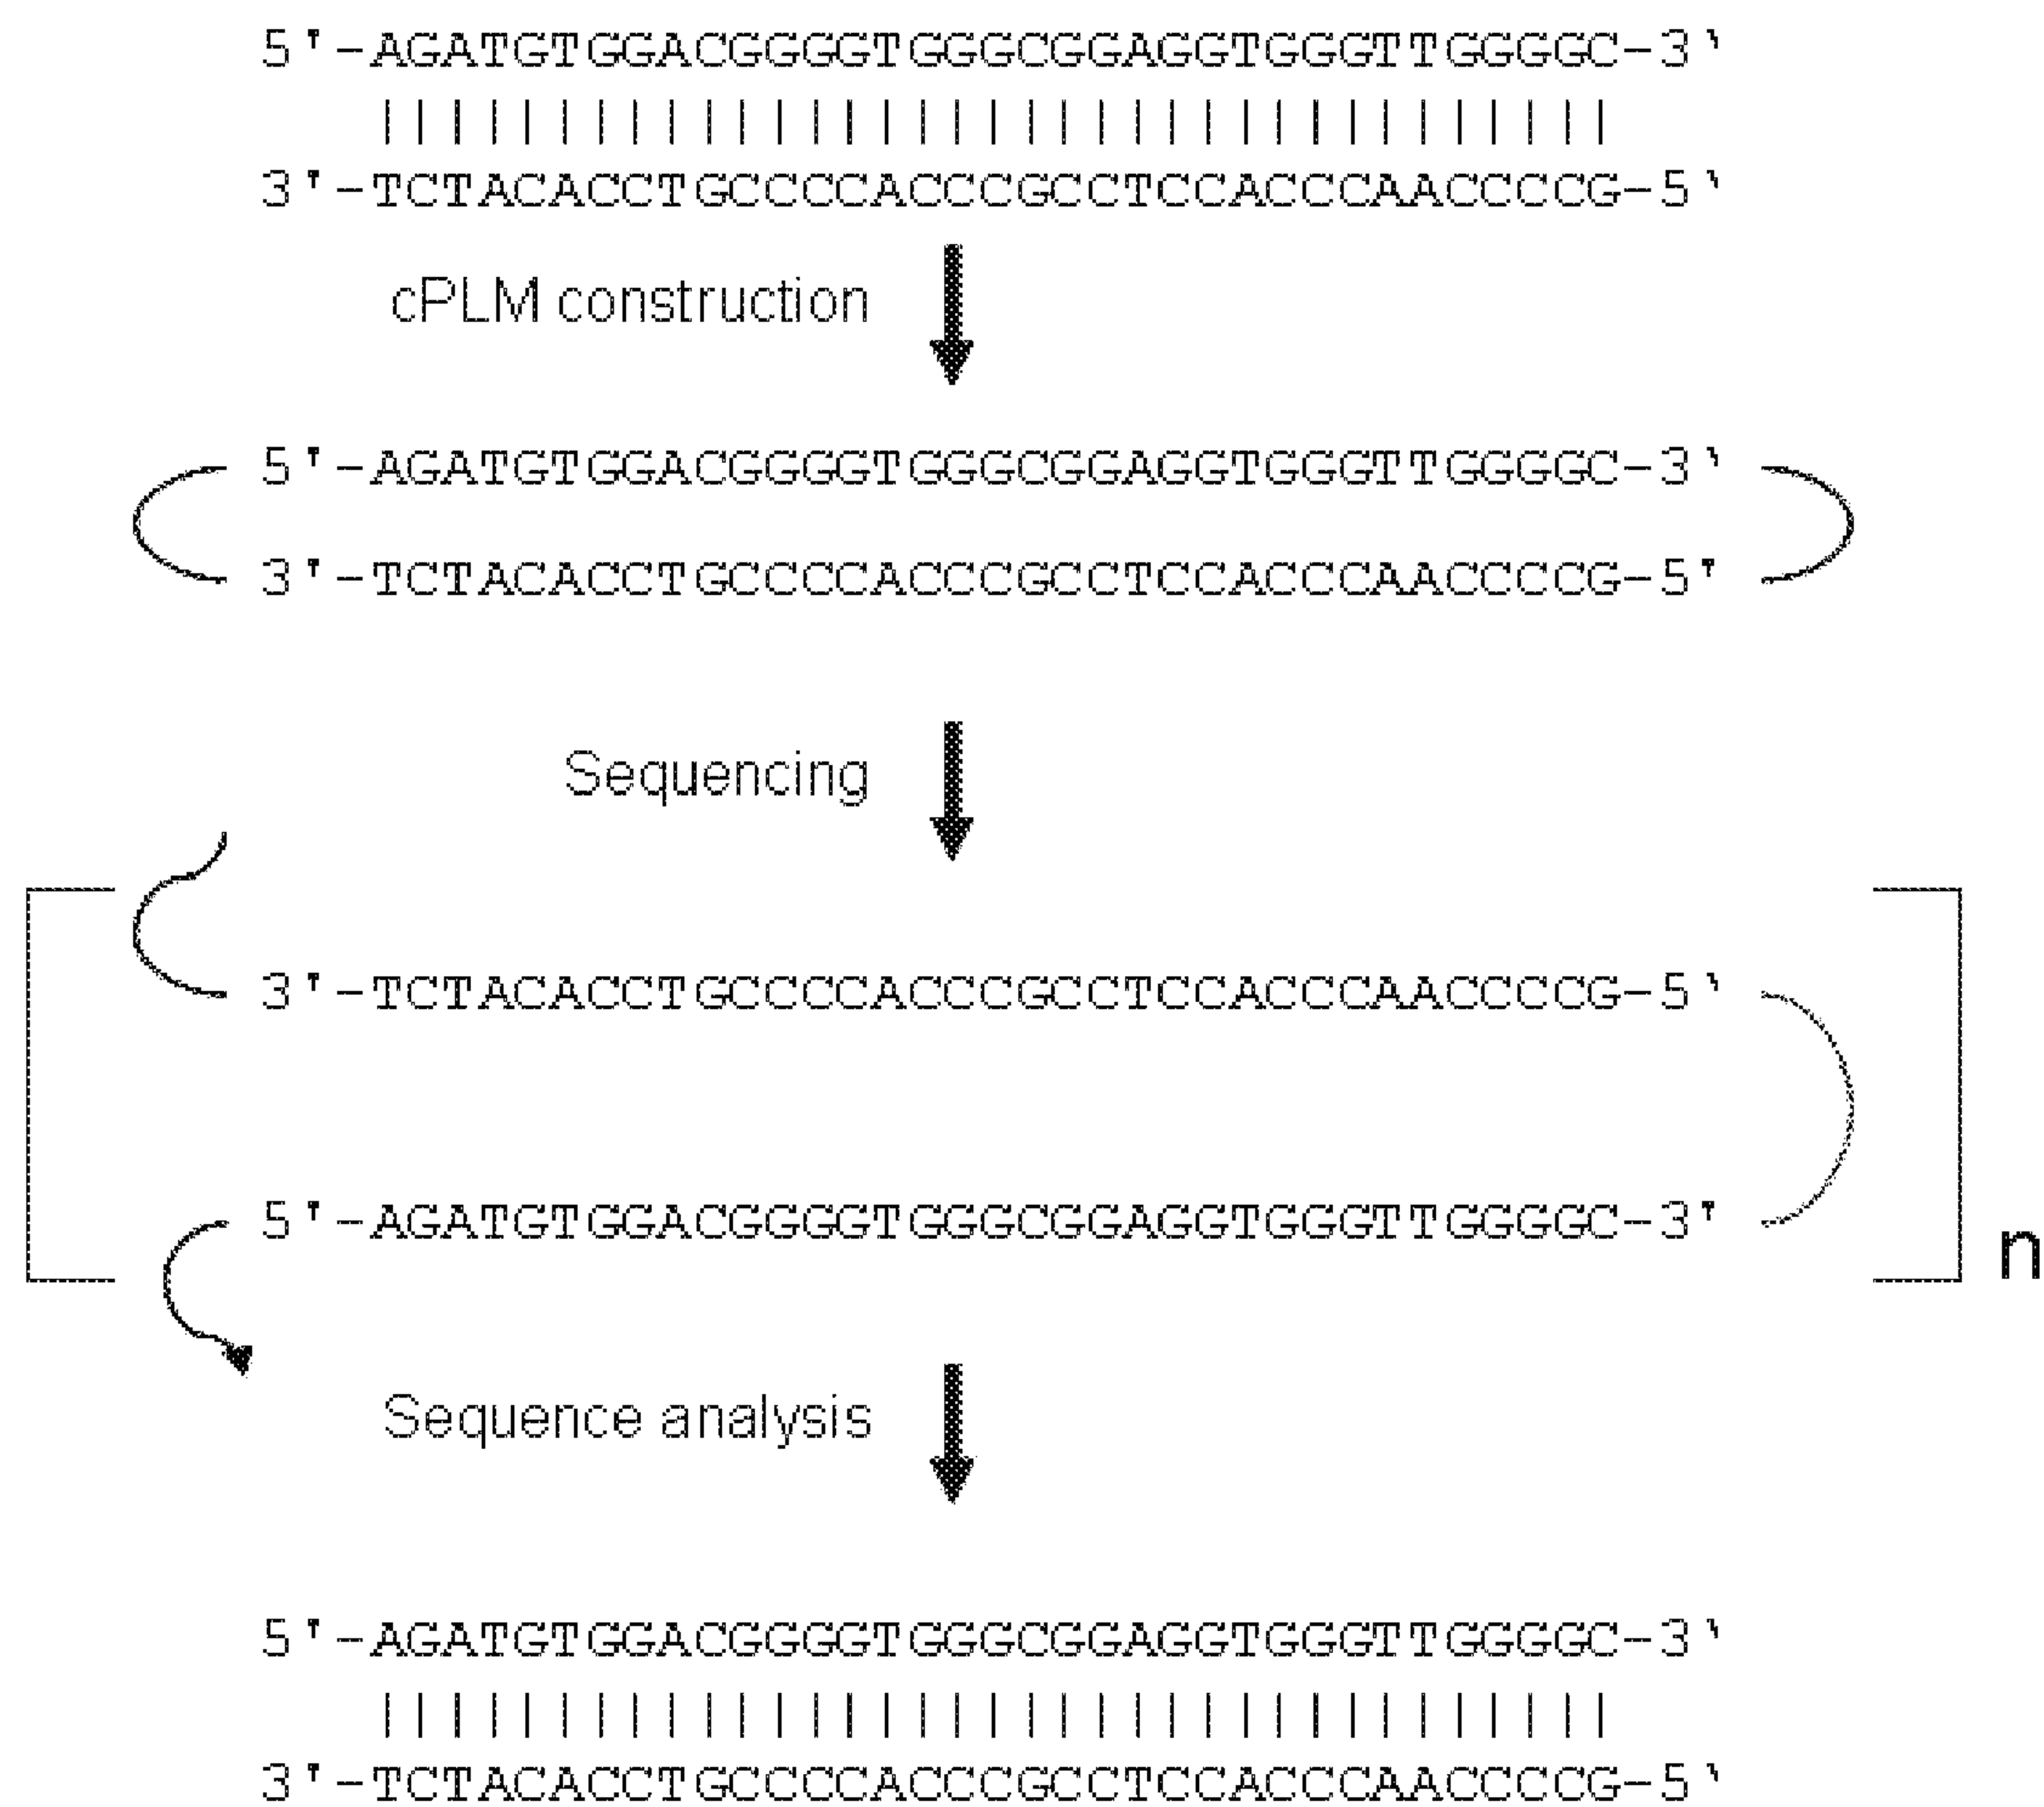 5'-AGATGTGGACGGGGTGGGCGGAGGTGGGTTGGGGC-3'
||||||||||||||||||||||||||||||||||| 
3'-TCTACACCTGCCCCACCCGCCTCCACCCAACCCCG-5'
cPLM construction
5'-AGATGTGGACGGGGTGGGCGGAGGTGGGTTGGGGC-3'
3'-TCTACACCTGCCCCACCCGCCTCCACCCAACCCCG-5'
Sequencing
3'-TCTACACCTGCCCCACCCGCCTCCACCCAACCCCG-5'
5'-AGATGTGGACGGGGTGGGCGGAGGTGGGTTGGGGC-3'
n
Sequence analysis
5'-AGATGTGGACGGGGTGGGCGGAGGTGGGTTGGGGC-3'
|||||||||||||||||||||||||||||||||||
3'-TCTACACCTGCCCCACCCGCCTCCACCCAACCCCG-5'